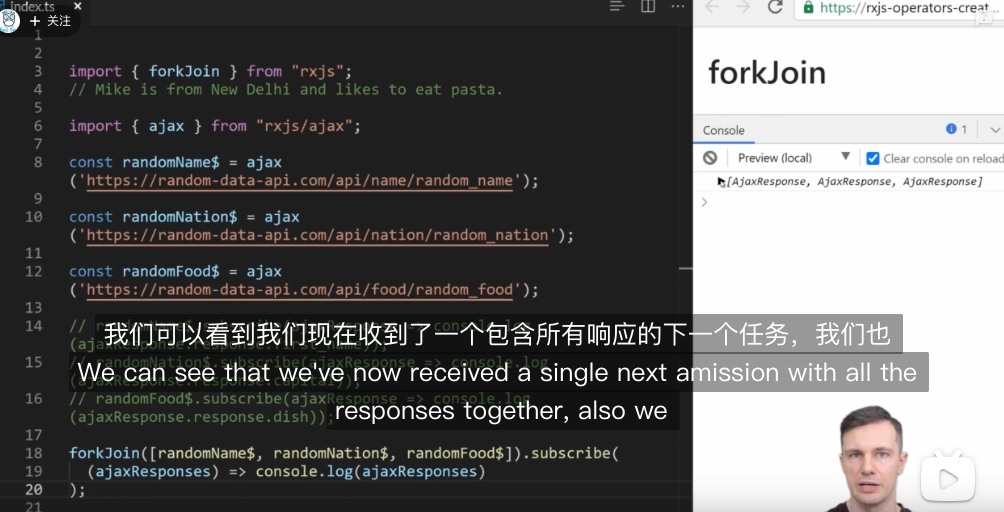 index.ts ×
+ 关注
1
2
3 import { forkJoin } from "rxjs";
4 // Mike is from New Delhi and likes to eat pasta.
5
6 import { ajax } from "rxjs/ajax";
7
8 const randomName$ = ajax
('https://random-data-api.com/api/name/random_name');
9
10 const randomNation$ = ajax
('https://random-data-api.com/api/nation/random_nation');
11
12 const randomFood$ = ajax
('https://random-data-api.com/api/food/random_food');
13
14 //
(ajaxResponse.response.first_name));
15 // randomNation$.subscribe(ajaxResponse => console.log
(ajaxResponse.response.capital));
16 // randomFood$.subscribe(ajaxResponse => console.log
(ajaxResponse.response.dish));
17
18 forkJoin([randomName$, randomNation$, randomFood$]).subscribe(
19 (ajaxResponses) => console.log(ajaxResponses)
20 );
21
我们可以看到我们现在收到了一个包含所有响应的下一个任务，我们也
We can see that we've now received a single next amission with all the
responses together, also we
https://rxjs-operators-creat...
forkJoin
Console 1
Preview (local) Clear console on reload
[AjaxResponse, AjaxResponse, AjaxResponse]